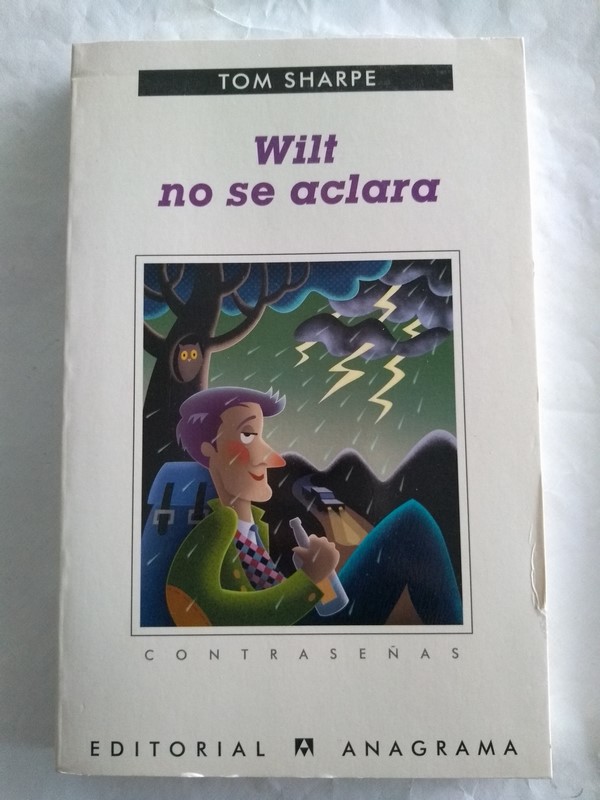 TOM SHARPE
Wilt
no se aclara
CONTRASEÑAS
EDITORIAL ANAGRAMA